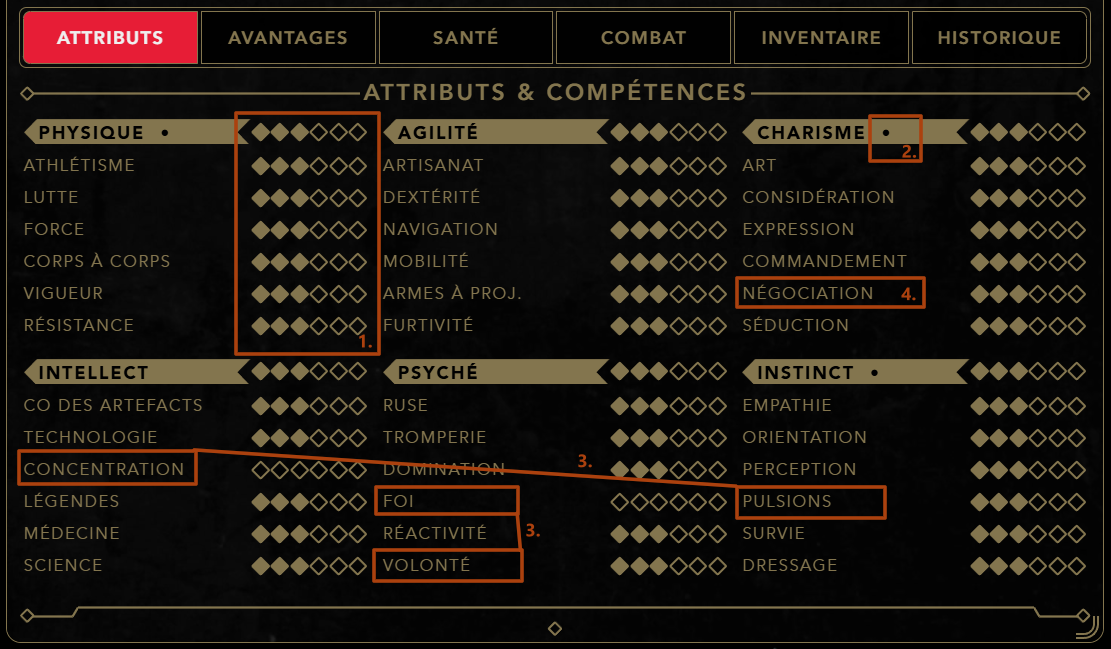 ATTRIBUTS AVANTAGES SANTÉ COMBAT INVENTAIRE HISTORIQUE
ATTRIBUTS & COMPÉTENCES
PHYSIQUE •
ATHLÉTISME
LUTTE
FORCE
CORPS À CORPS
VIGUEUR
RÉSISTANCE
1.
AGILITÉ
ARTISANAT
DEXTÉRITÉ
NAVIGATION
MOBILITÉ
ARMES À PROJ.
FURTIVITÉ
CHARISME •
2.
ART
CONSIDÉRATION
EXPRESSION
COMMANDEMENT
NÉGOCIATION 4.
SÉDUCTION
INTELLECT
CO DES ARTEFACTS
TECHNOLOGIE
CONCENTRATION
LÉGENDES
MÉDECINE
SCIENCE
PSYCHÉ
RUSE
TROMPERIE
3.
DOMINATION
FOI
RÉACTIVITÉ 3.
VOLONTÉ
INSTINCT •
EMPATHIE
ORIENTATION
PERCEPTION
PULSIONS
SURVIE
DRESSAGE